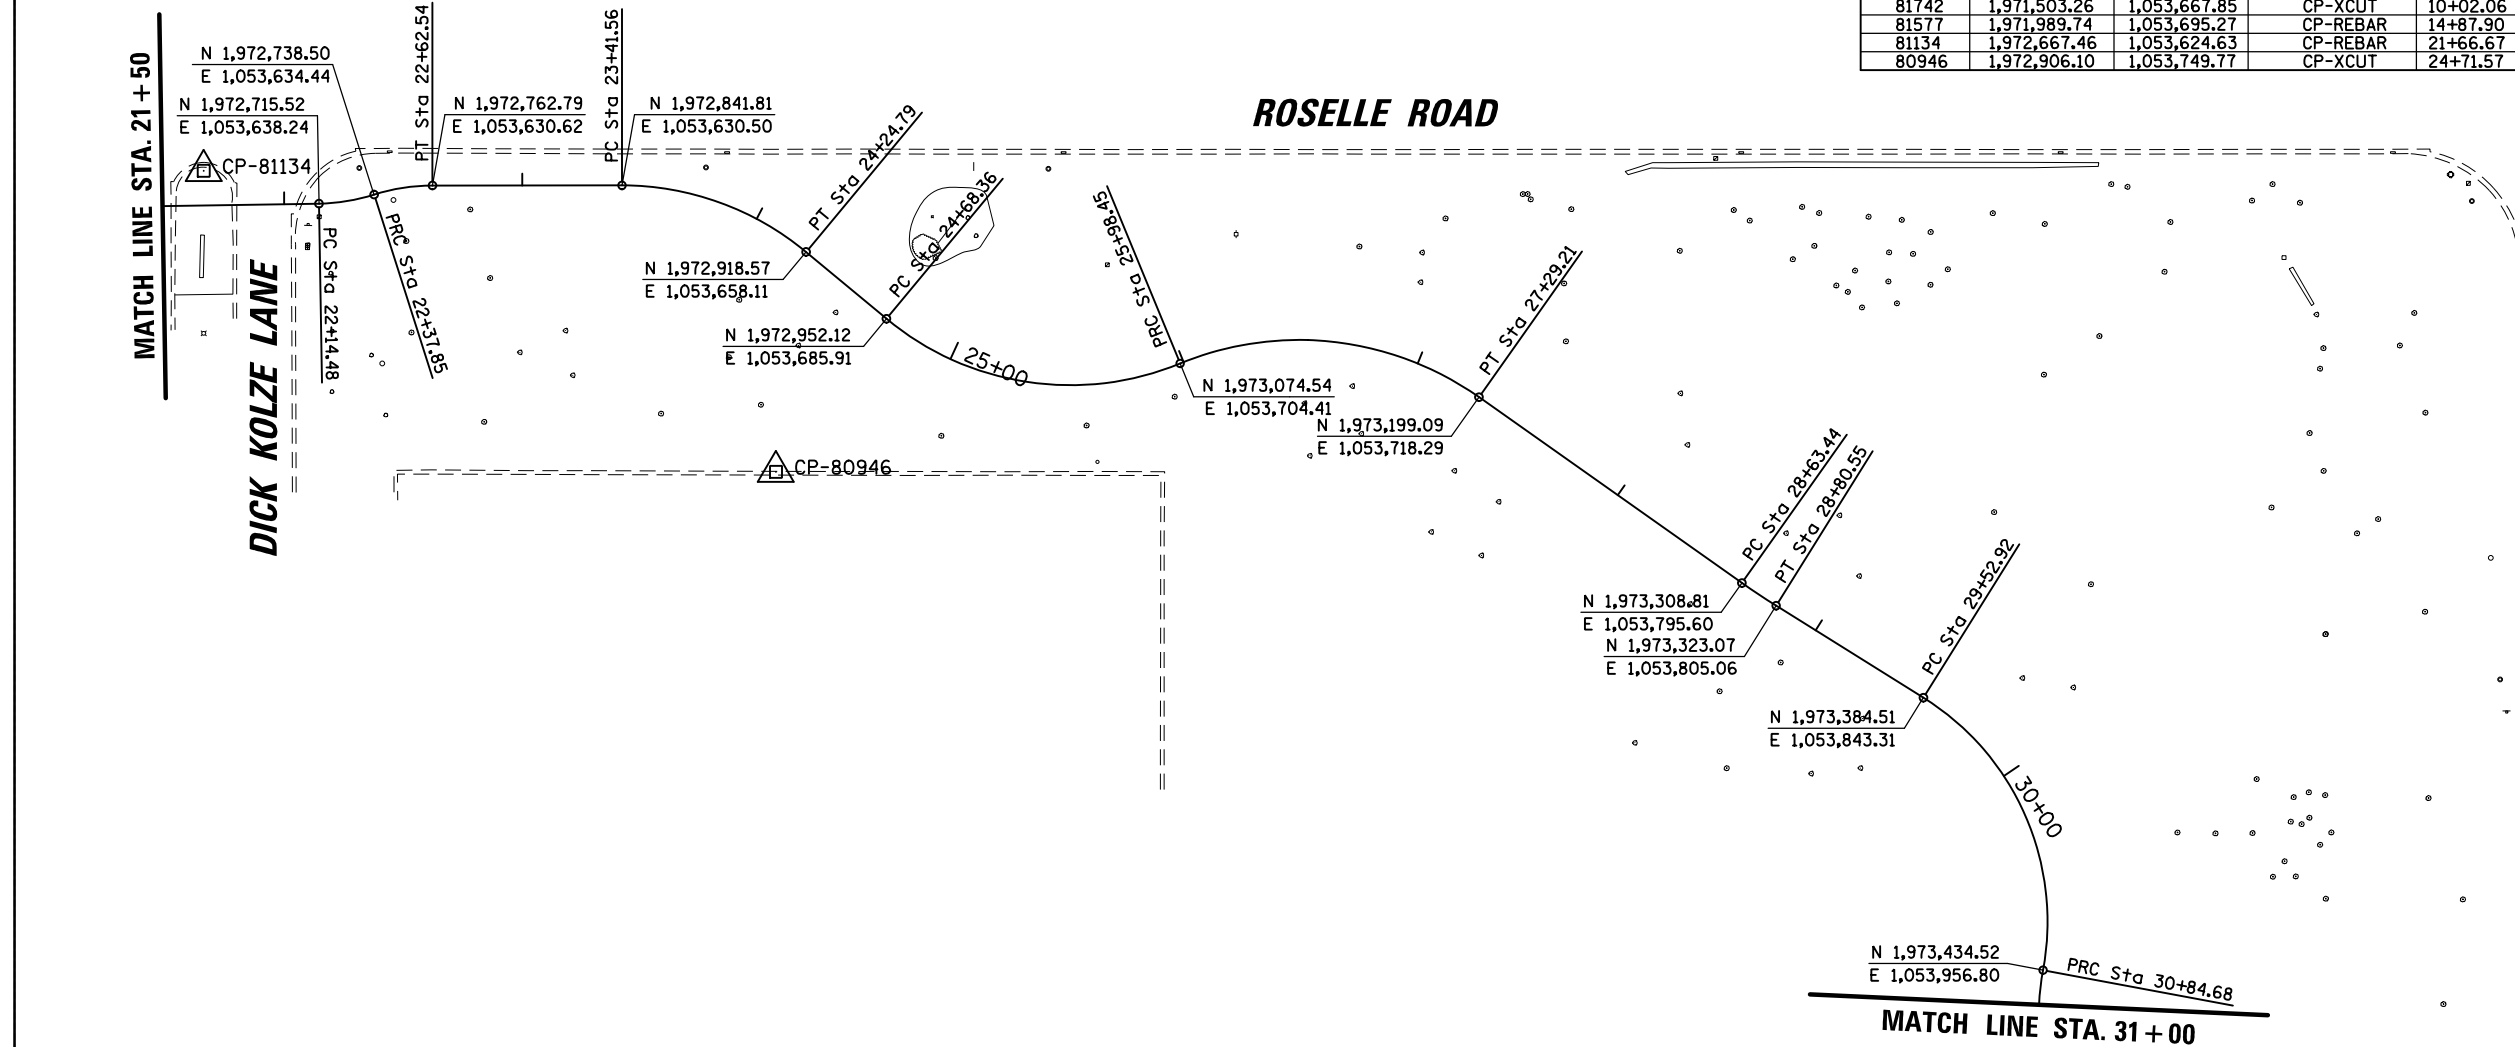 81742 1,971,503.26 1,053,667.85 CP-XCUT 10+02.06
81577 1,971,989.74 1,053,695.27 CP-REBAR 14+87.90
81134 1,972,667.46 1,053,624.63 CP-REBAR 21+66.67
80946 1,972,906.10 1,053,749.77 CP-XCUT 24+71.57
ROSELLE ROAD
MATCH LINE STA. 21+50
N 1,972,738.50
E 1,053,634.44
N 1,972,715.52
E 1,053,638.24
CP-81134
DICK KOLZE LANE
PC Sta 22+14.48
PRC Sta 22+37.85
PT Sta 22+62.54
N 1,972,762.79
E 1,053,630.62
PC Sta 23+41.56
N 1,972,841.81
E 1,053,630.50
PT Sta 24+24.79
N 1,972,918.57
E 1,053,658.11
PC Sta 24+68.36
N 1,972,952.12
E 1,053,685.91
25+00
PRC Sta 25+98.45
N 1,973,074.54
E 1,053,704.41
PT Sta 27+29.21
N 1,973,199.09
E 1,053,718.29
CP-80946
PC Sta 28+63.44
N 1,973,308.81
E 1,053,795.60
PT Sta 28+80.55
N 1,973,323.07
E 1,053,805.06
PC Sta 29+52.92
N 1,973,384.51
E 1,053,843.31
30+00
N 1,973,434.52
E 1,053,956.80
PRC Sta 30+84.68
MATCH LINE STA. 31+00